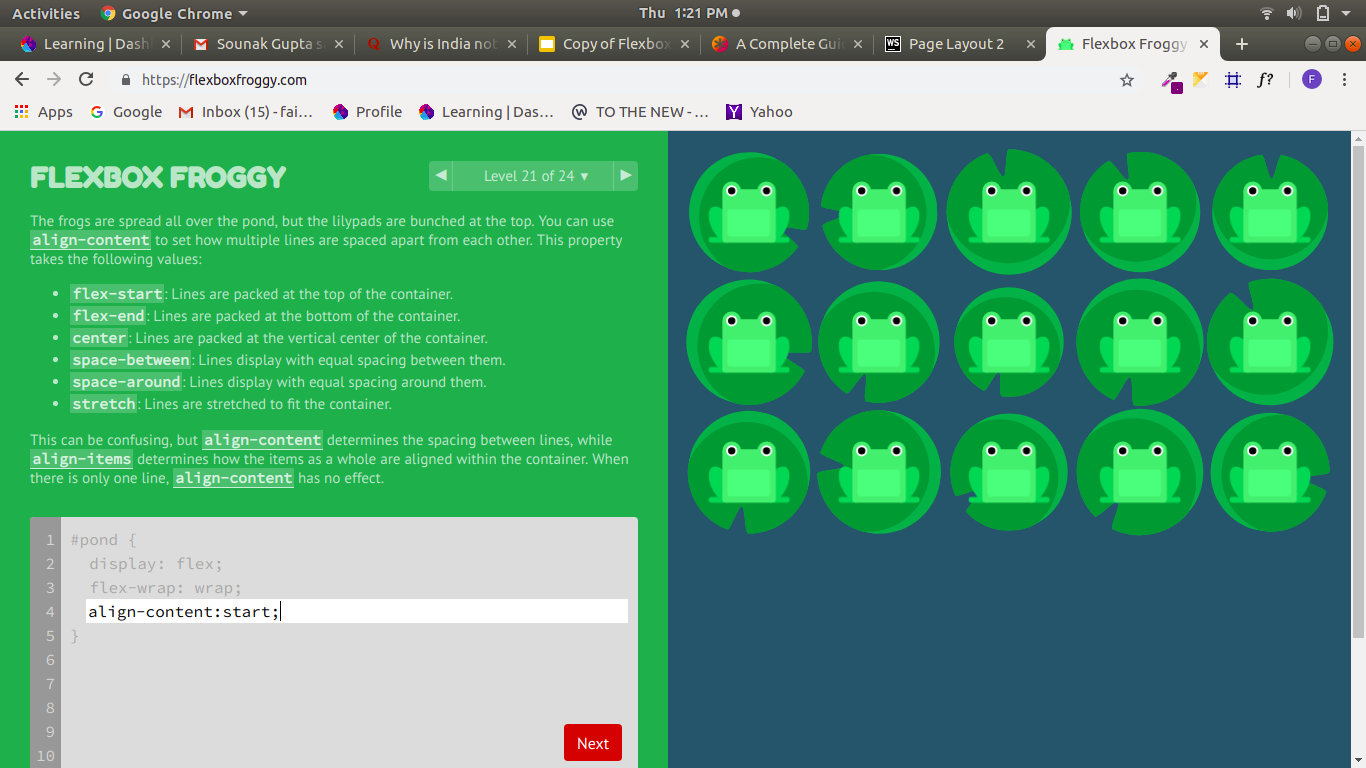 Activities Google Chrome Thu 1:21 PM
Learning | Dash Sounak Gupta s Why is India not Copy of Flexbox A Complete Gui WS Page Layout 2 Flexbox Froggy
https://flexboxfroggy.com f? F
Apps Google Inbox (15) - fai… Profile Learning | Das… TO THE NEW - … Yahoo
FLEXBOX FROGGY
Level 21 of 24
The frogs are spread all over the pond, but the lilypads are bunched at the top. You can use
align-content to set how multiple lines are spaced apart from each other. This property
takes the following values:
• flex-start: Lines are packed at the top of the container.
• flex-end: Lines are packed at the bottom of the container.
• center: Lines are packed at the vertical center of the container.
• space-between: Lines display with equal spacing between them.
• space-around: Lines display with equal spacing around them.
• stretch: Lines are stretched to fit the container.
This can be confusing, but align-content determines the spacing between lines, while
align-items determines how the items as a whole are aligned within the container. When
there is only one line, align-content has no effect.
1 #pond {
2 display: flex;
3 flex-wrap: wrap;
4 align-content:start;
5 }
6
7
8
9
10
Next